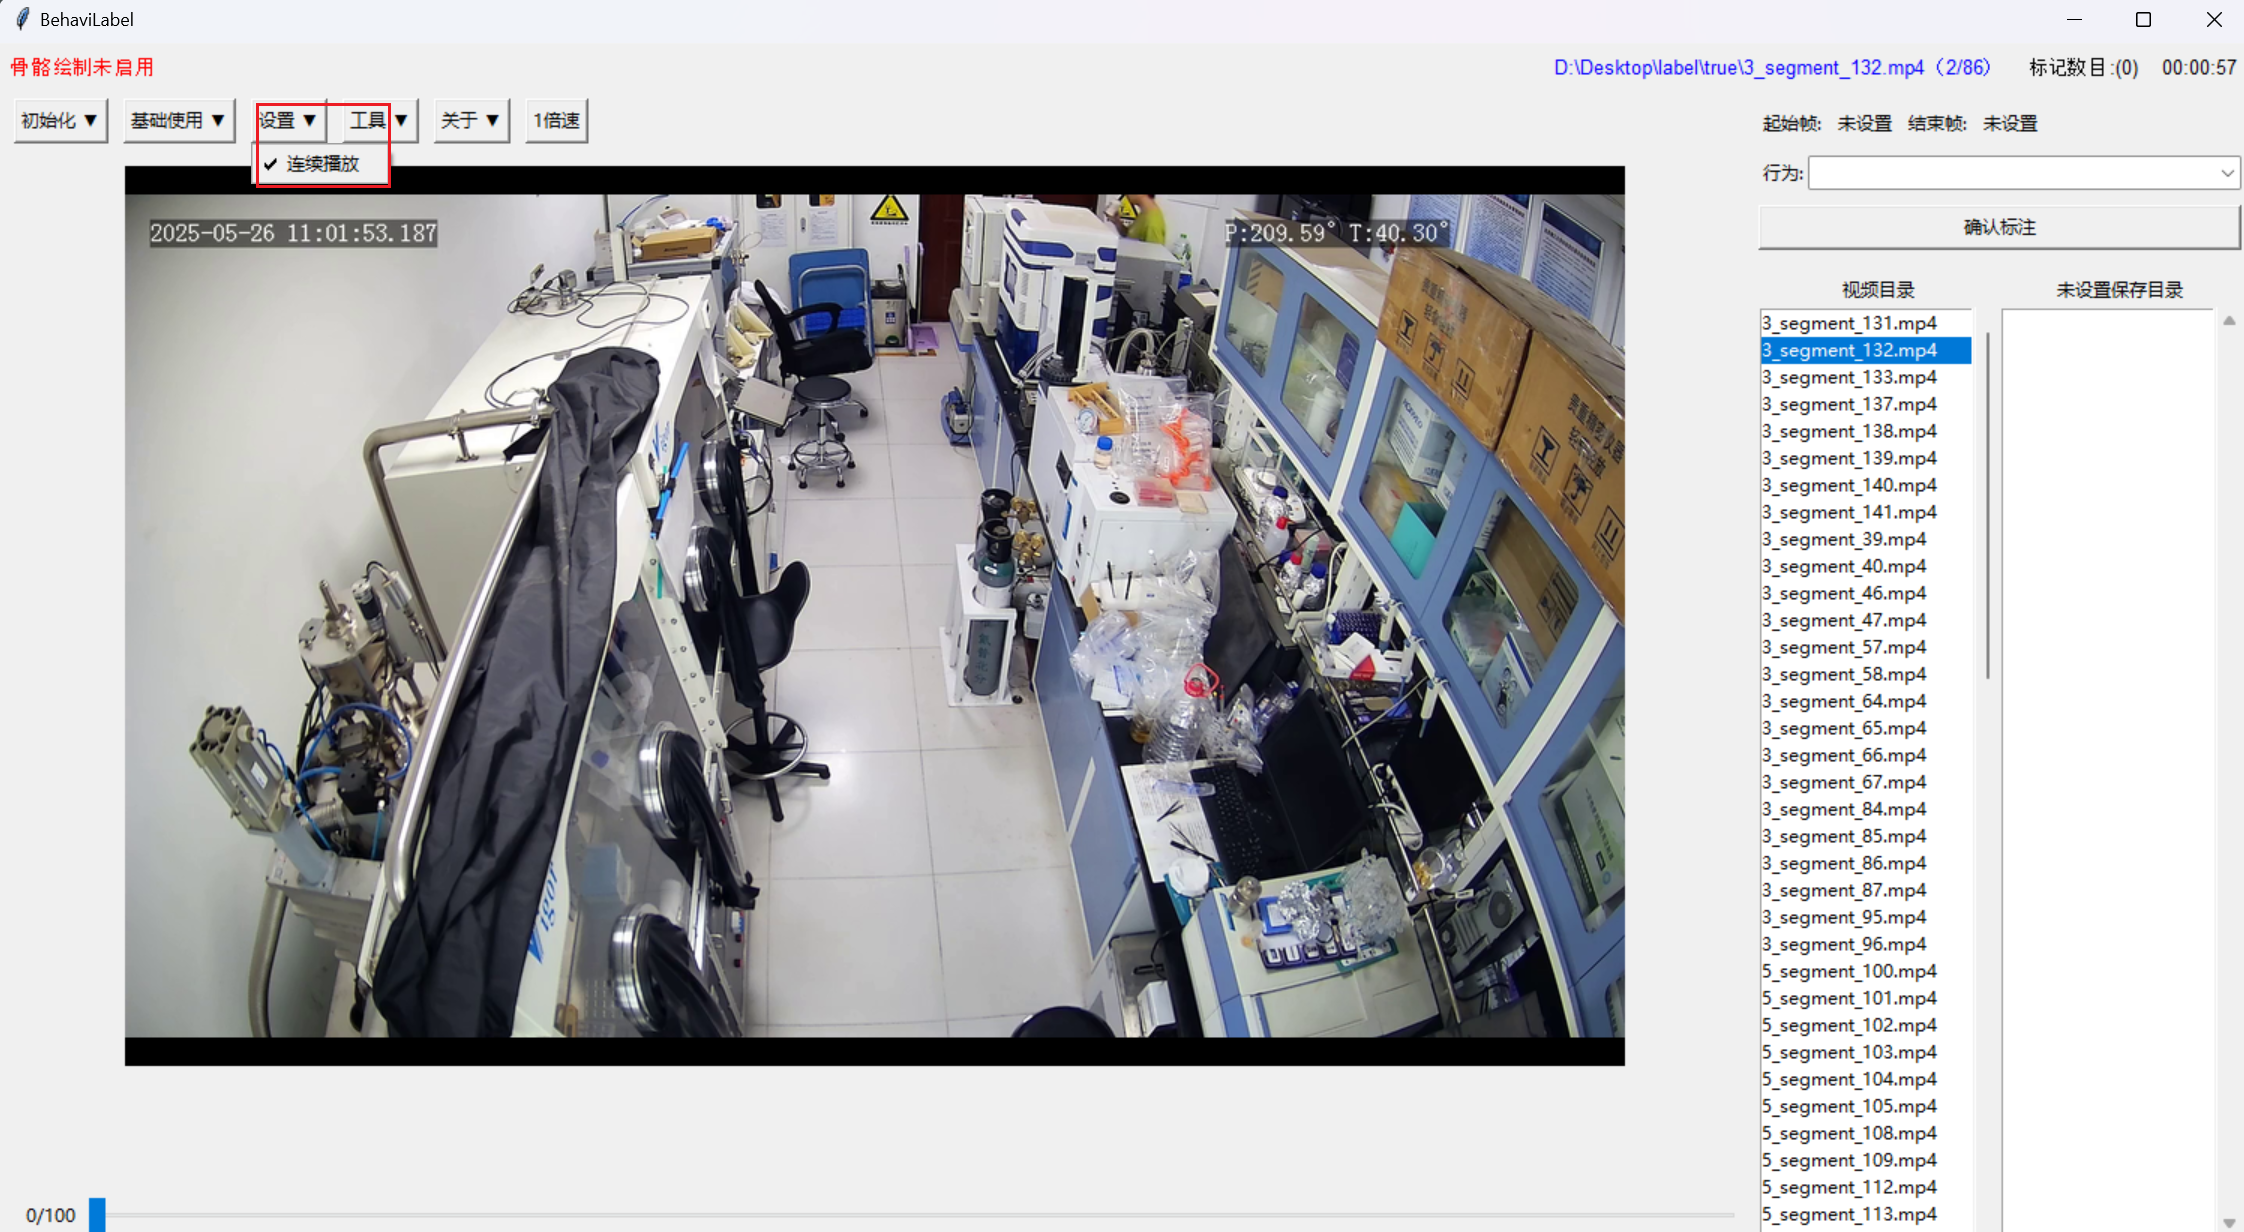 BehaviLabel
骨骼绘制未启用
D:\Desktop\label\true\3_segment_132.mp4（2/86） 标记数目:(0) 00:00:57
初始化 ▼ 基础使用 ▼ 设置 ▼ 工具 ▼ 关于 ▼ 1倍速
✔ 连续播放
起始帧: 未设置 结束帧: 未设置
行为:
确认标注
2025-05-26 11:01:53.187
P:209.59° T:40.30°
视频目录
3_segment_131.mp4
3_segment_132.mp4
3_segment_133.mp4
3_segment_137.mp4
3_segment_138.mp4
3_segment_139.mp4
3_segment_140.mp4
3_segment_141.mp4
3_segment_39.mp4
3_segment_40.mp4
3_segment_46.mp4
3_segment_47.mp4
3_segment_57.mp4
3_segment_58.mp4
3_segment_64.mp4
3_segment_65.mp4
3_segment_66.mp4
3_segment_67.mp4
3_segment_84.mp4
3_segment_85.mp4
3_segment_86.mp4
3_segment_87.mp4
3_segment_95.mp4
3_segment_96.mp4
5_segment_100.mp4
5_segment_101.mp4
5_segment_102.mp4
5_segment_103.mp4
5_segment_104.mp4
5_segment_105.mp4
5_segment_108.mp4
5_segment_109.mp4
5_segment_112.mp4
5_segment_113.mp4
未设置保存目录
0/100